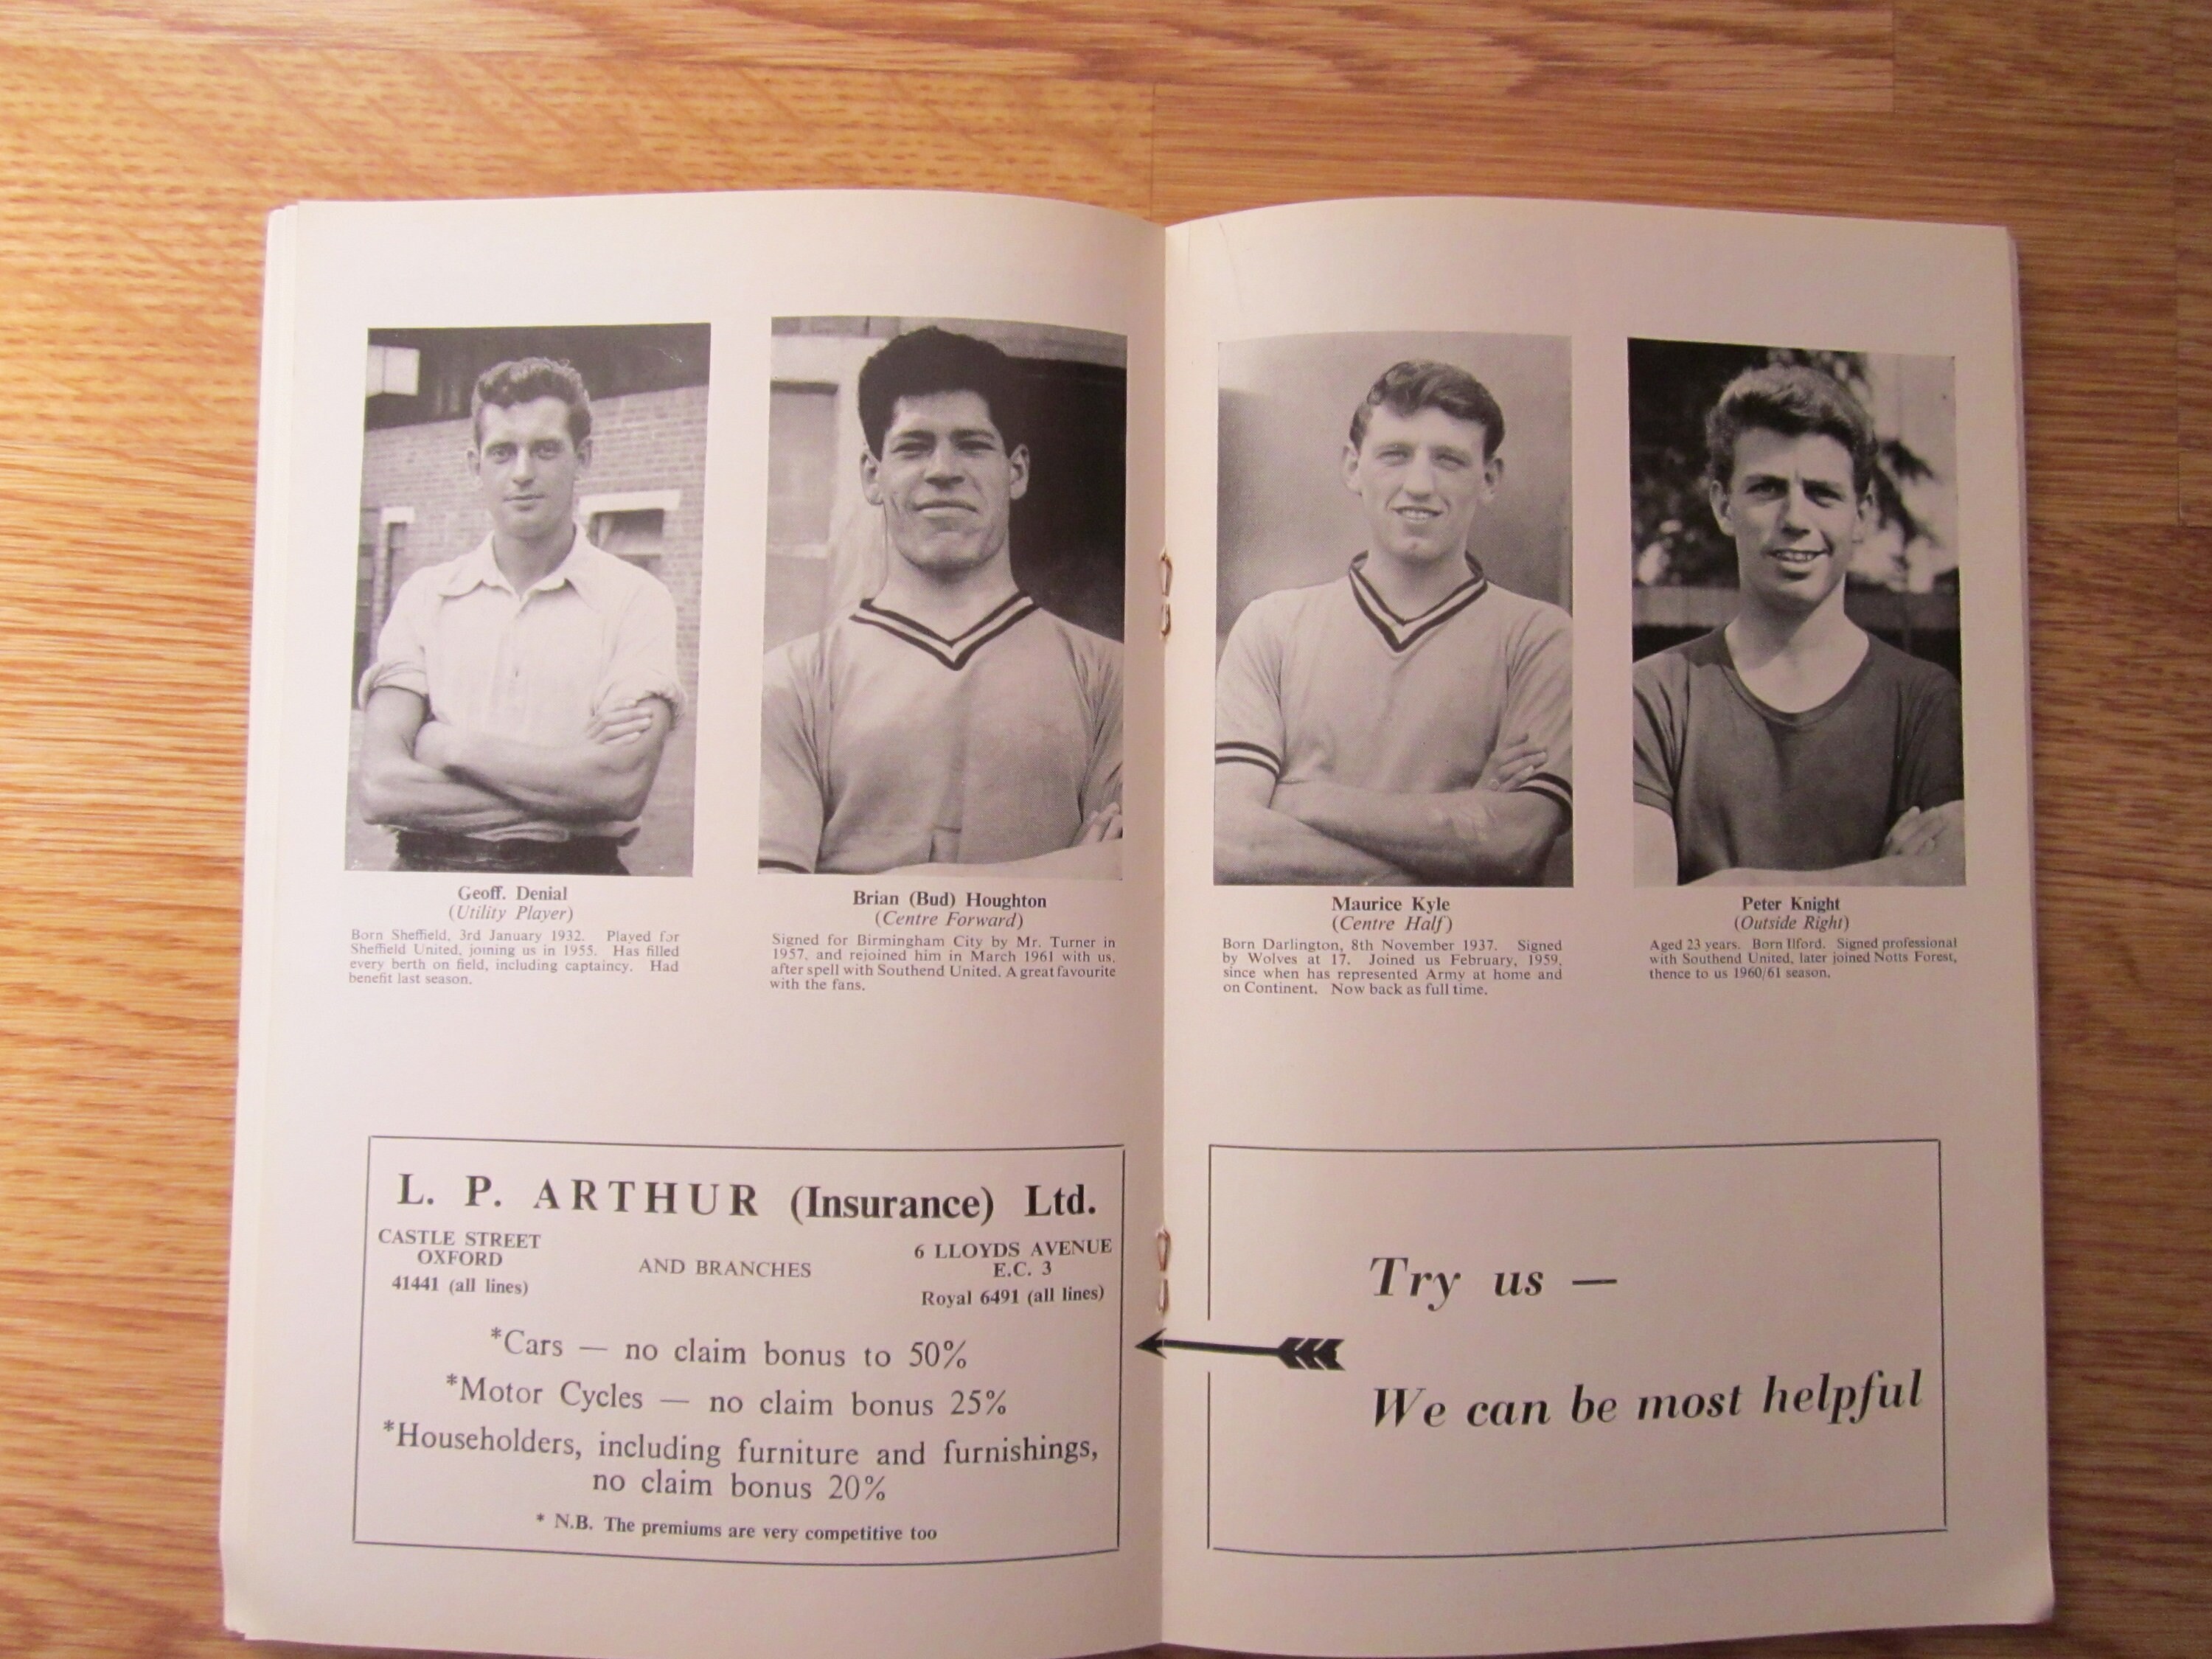 Geoff. Denial
(Utility Player)
Born Sheffield, 3rd January 1932. Played for
Sheffield United, joining us in 1955. Has filled
every berth on field, including captaincy. Had
benefit last season.
Brian (Bud) Houghton
(Centre Forward)
Signed for Birmingham City by Mr. Turner in
1957, and rejoined him in March 1961 with us,
after spell with Southend United. A great favourite
with the fans.
Maurice Kyle
(Centre Half)
Born Darlington, 8th November 1937. Signed
by Wolves at 17. Joined us February, 1959,
since when has represented Army at home and
on Continent. Now back as full time.
Peter Knight
(Outside Right)
Aged 23 years. Born Ilford. Signed professional
with Southend United, later joined Notts Forest,
thence to us 1960/61 season.
L. P. ARTHUR (Insurance) Ltd.
CASTLE STREET
OXFORD
41441 (all lines)
AND BRANCHES
6 LLOYDS AVENUE
E.C. 3
Royal 6491 (all lines)
*Cars — no claim bonus to 50%
*Motor Cycles — no claim bonus 25%
*Householders, including furniture and furnishings,
no claim bonus 20%
* N.B. The premiums are very competitive too
Try us —
We can be most helpful